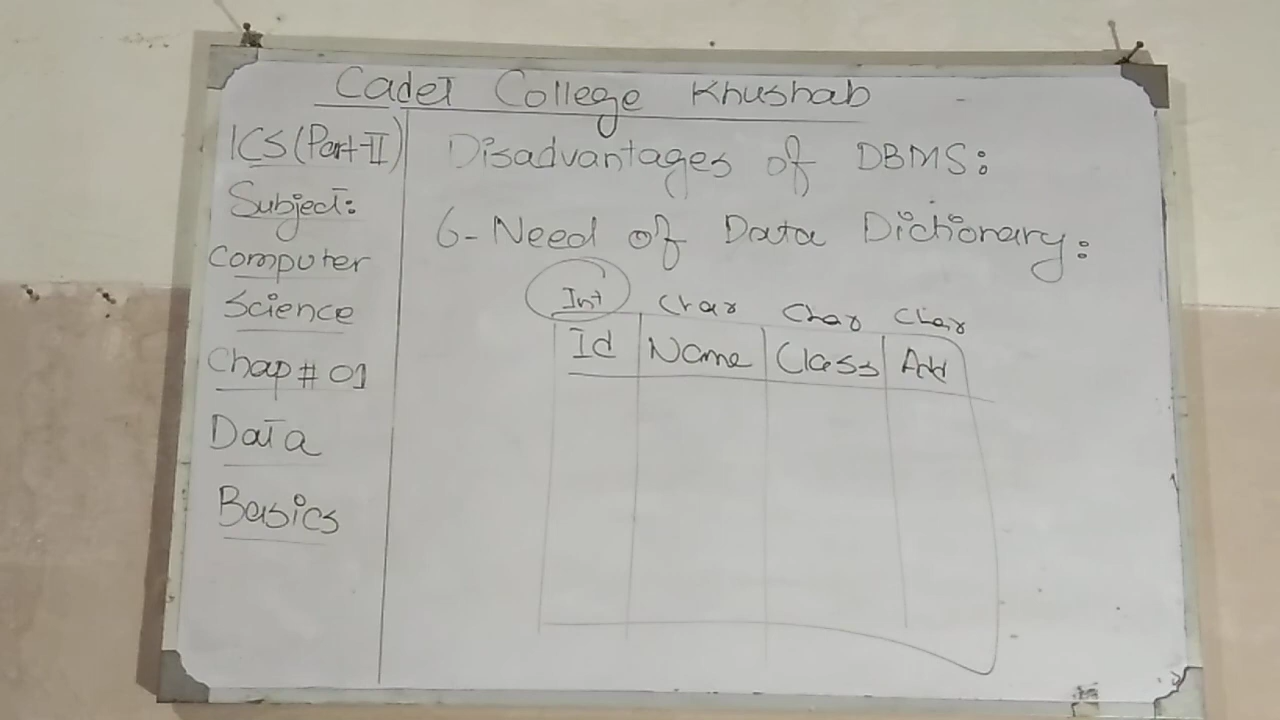 Cadet College Khushab
ICS (Part-II)
Subject:
Computer
Science
Chap # 01
Data
Basics
Disadvantages of DBMS:
6- Need of Data Dictionary:
Int Char Char Char
Id Name Class Add